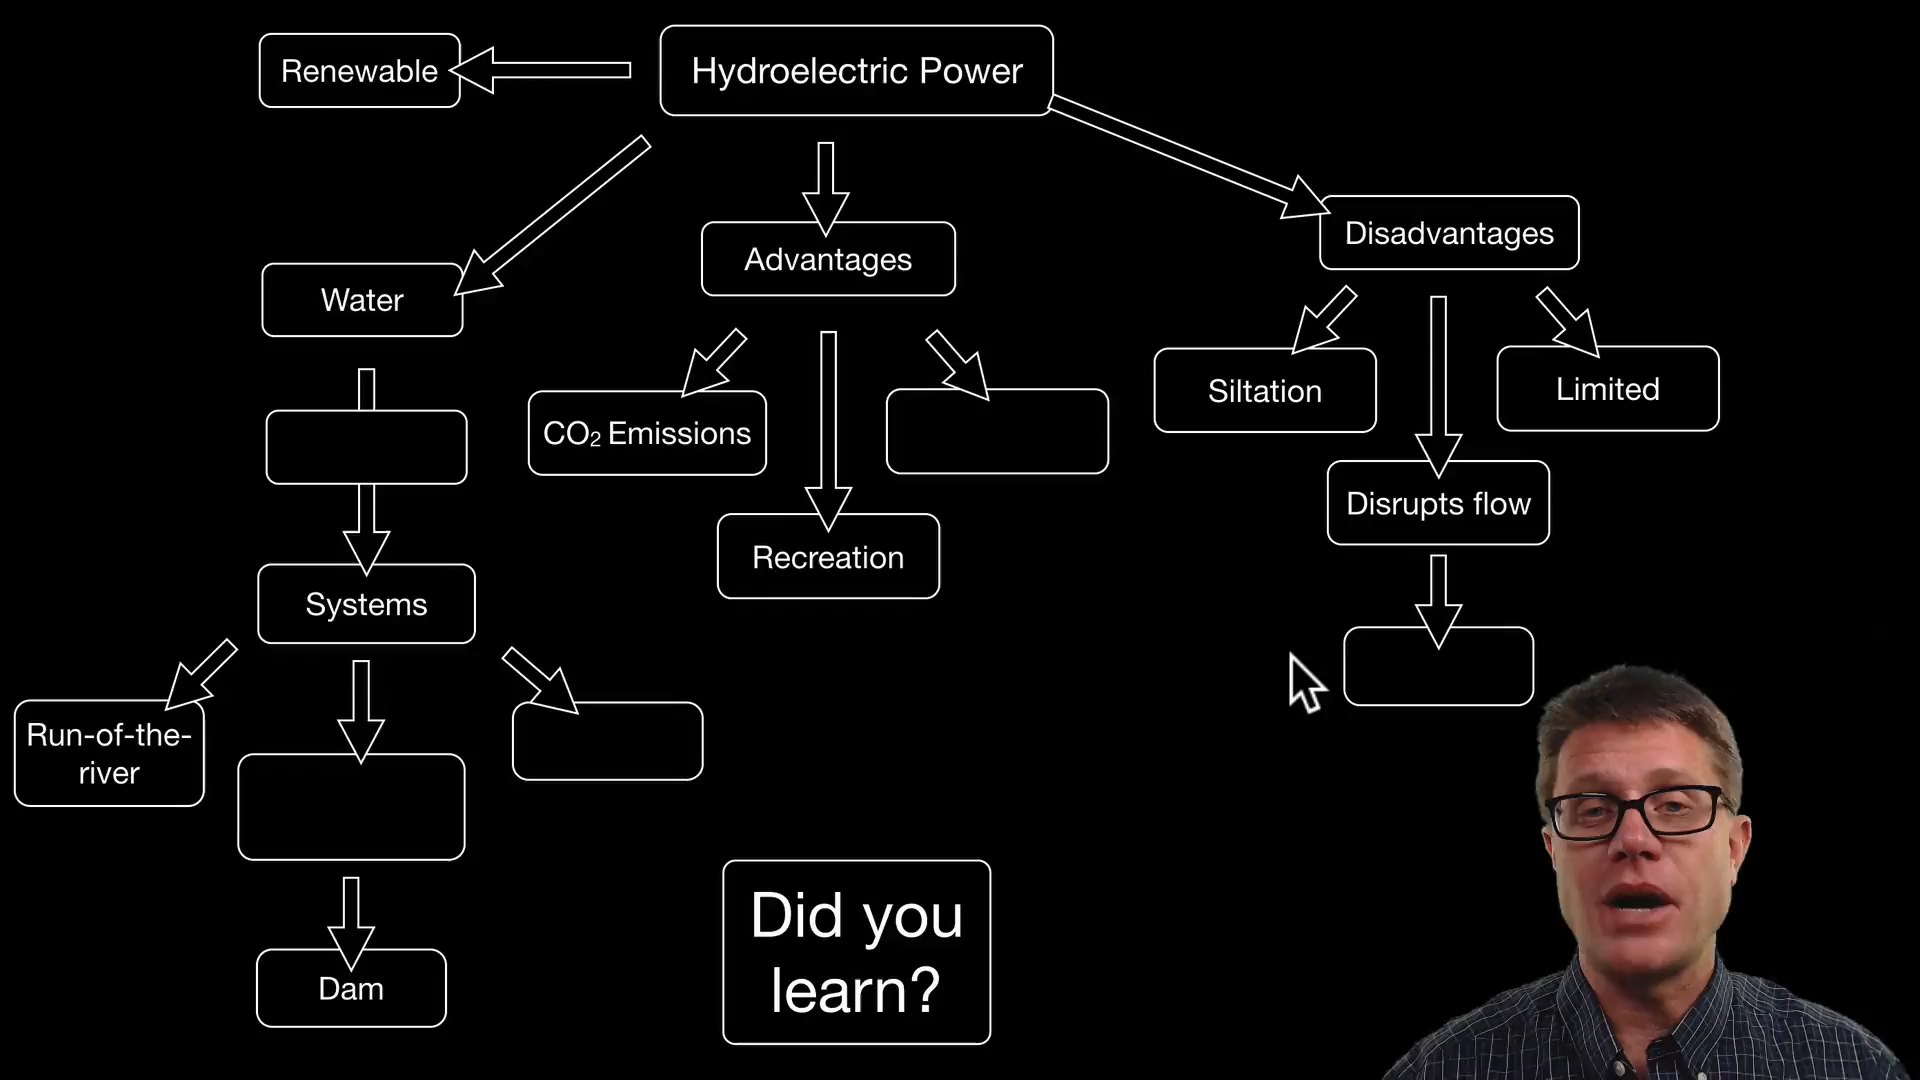 Renewable
Hydroelectric Power
Disadvantages
Advantages
Water
Siltation
Limited
CO₂ Emissions
Disrupts flow
Recreation
Systems
Run-of-the-
river
Did you
learn?
Dam